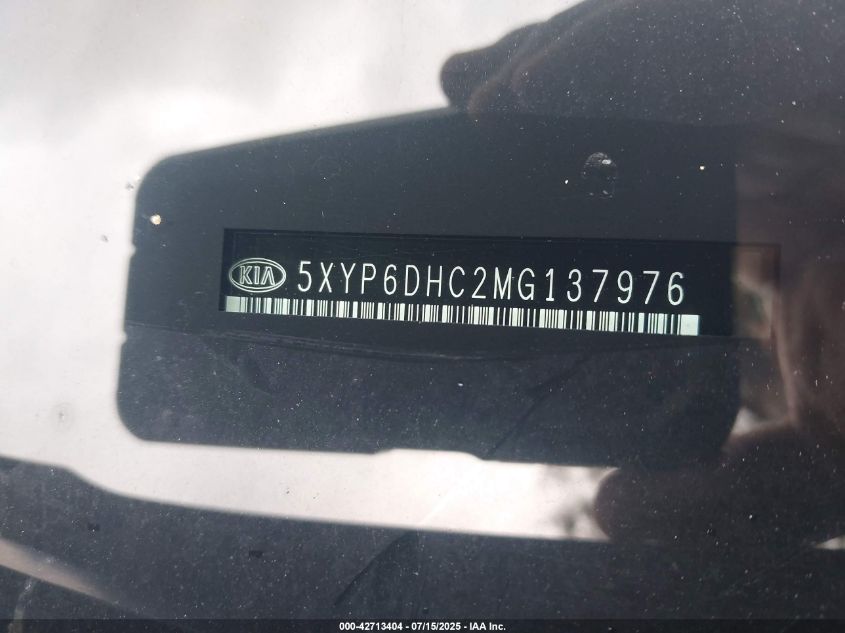 KIA 5XYP6DHC2MG137976
000-42713404 - 07/15/2025 - IAA Inc.